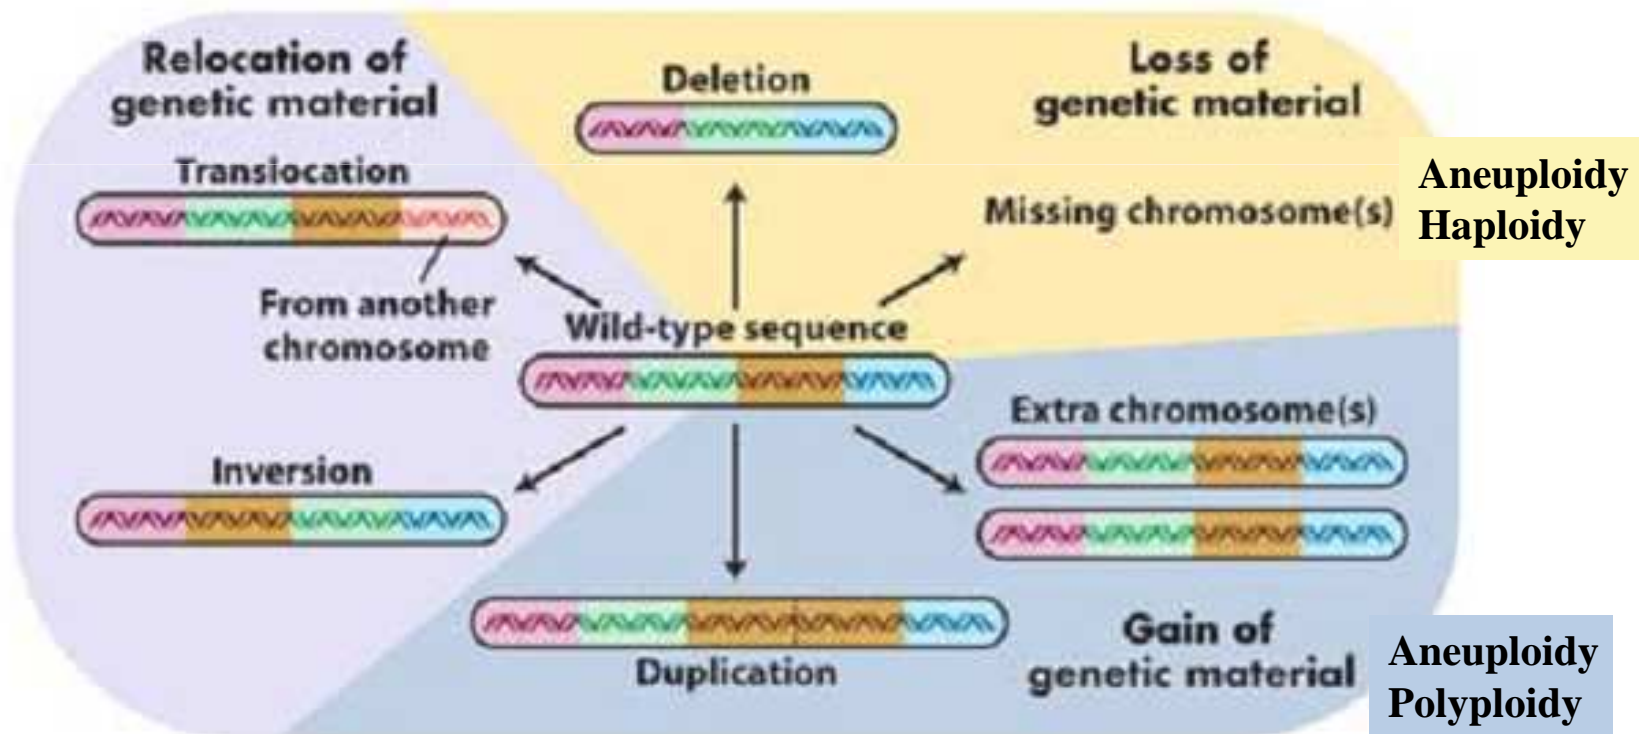 Relocation of
genetic material
Translocation
From another
chromosome
Inversion
Deletion
Loss of
genetic material
Missing chromosome(s)
Aneuploidy
Haploidy
Wild-type sequence
Extra chromosome(s)
Duplication
Gain of
genetic material
Aneuploidy
Polyploidy